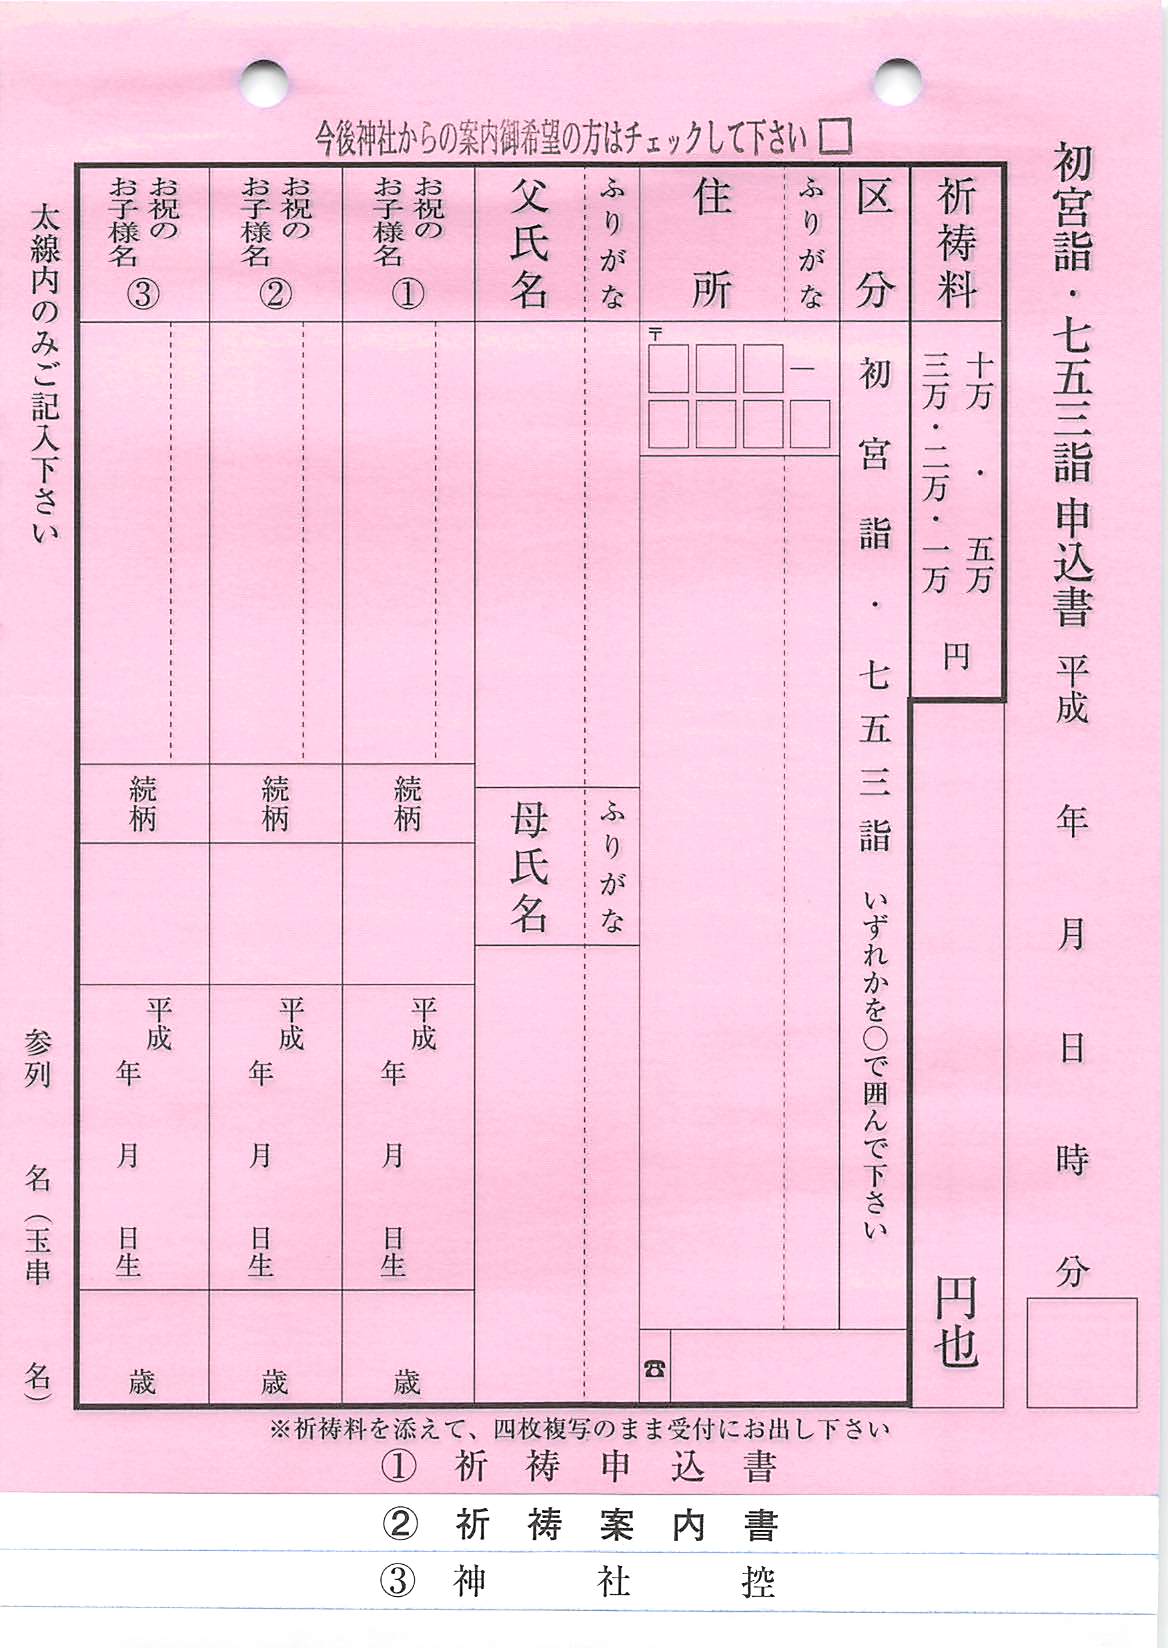 今後神社からの案内御希望の方はチェックして下さい□
初宮詣・七五三詣 申込書 平成 年 月 日 時 分
祈祷料
十万・五万
三万・二万・一万
円
円也
区分
初宮詣・七五三詣 いずれかを○で囲んで下さい
ふりがな
住所
〒
―
☎
ふりがな
父氏名
ふりがな
母氏名
お祝の
お子様名①
続柄
平成
年 月 日生
歳
お祝の
お子様名②
続柄
平成
年 月 日生
歳
お祝の
お子様名③
続柄
平成
年 月 日生
歳
太線内のみご記入下さい
参列 名（玉串 名）
※祈祷料を添えて、四枚複写のまま受付にお出し下さい
① 祈祷申込書
② 祈祷案内書
③ 神社控